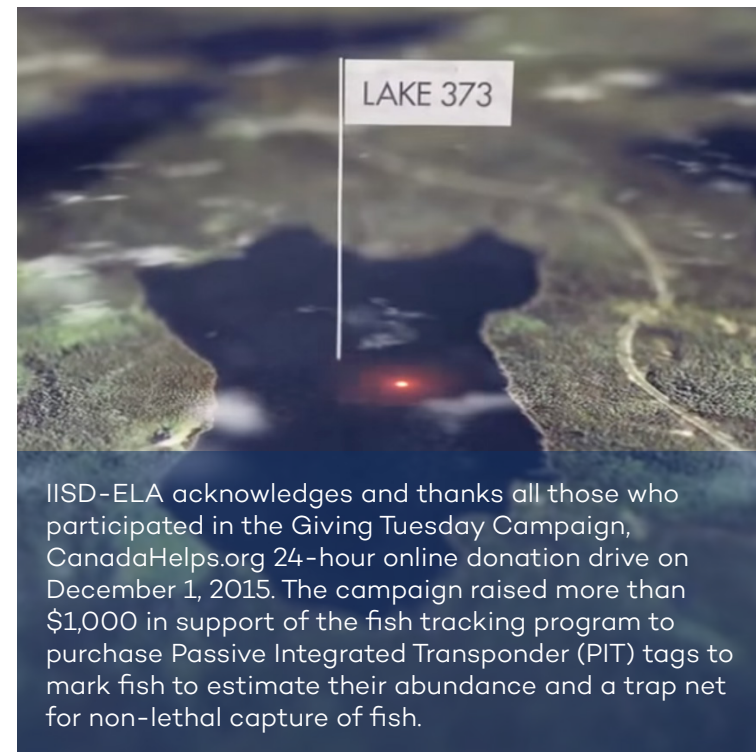 LAKE 373
IISD-ELA acknowledges and thanks all those who
participated in the Giving Tuesday Campaign,
CanadaHelps.org 24-hour online donation drive on
December 1, 2015. The campaign raised more than
$1,000 in support of the fish tracking program to
purchase Passive Integrated Transponder (PIT) tags to
mark fish to estimate their abundance and a trap net
for non-lethal capture of fish.